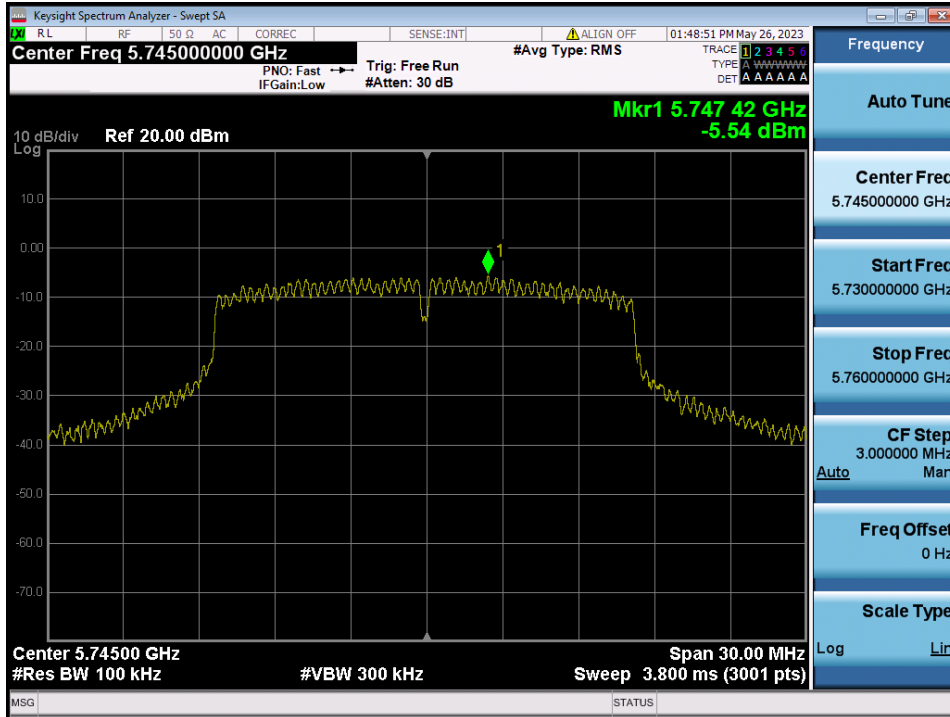 Keysight Spectrum Analyzer - Swept SA
LXI RL RF 50 Ω AC CORREC SENSE:INT ALIGN OFF 01:48:51 PM May 26, 2023
Center Freq 5.745000000 GHz
PNO: Fast
IFGain:Low
Trig: Free Run
#Atten: 30 dB
#Avg Type: RMS
TRACE 1 2 3 4 5 6
TYPE A WWWWW
DET A A A A A A
Mkr1 5.747 42 GHz
-5.54 dBm
10 dB/div Ref 20.00 dBm
Log
10.0
0.00
-10.0
-20.0
-30.0
-40.0
-50.0
-60.0
-70.0
1
Center 5.74500 GHz Span 30.00 MHz
#Res BW 100 kHz #VBW 300 kHz Sweep 3.800 ms (3001 pts)
MSG STATUS
Frequency
Auto Tune
Center Freq
5.745000000 GHz
Start Freq
5.730000000 GHz
Stop Freq
5.760000000 GHz
CF Step
3.000000 MHz
Auto Man
Freq Offset
0 Hz
Scale Type
Log Lin